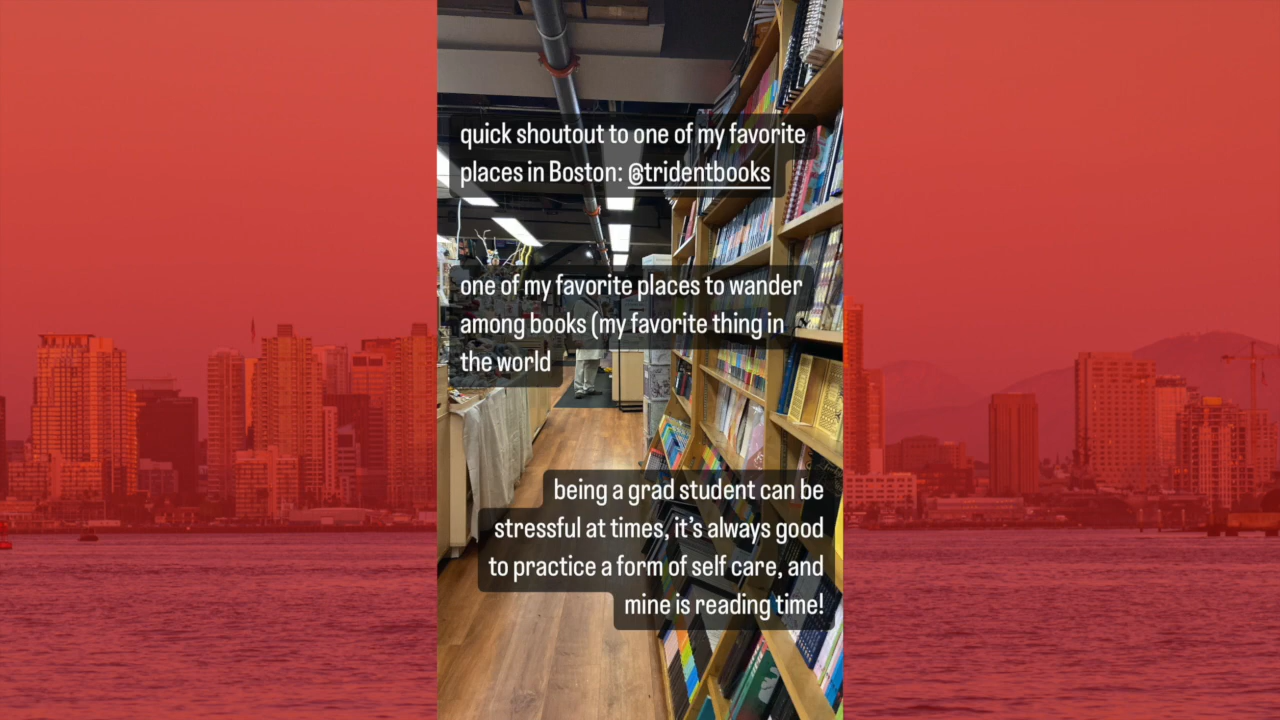 quick shoutout to one of my favorite
places in Boston: @tridentbooks
one of my favorite places to wander
among books (my favorite thing in
the world
being a grad student can be
stressful at times, it’s always good
to practice a form of self care, and
mine is reading time!